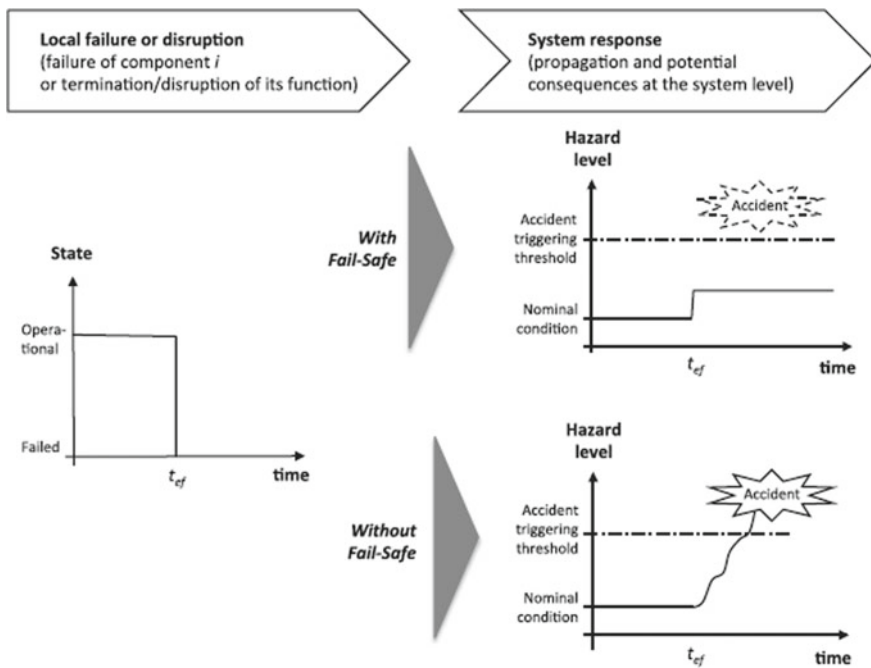 Local failure or disruption
(failure of component i
or termination/disruption of its function)
System response
(propagation and potential
consequences at the system level)
Hazard
level
Accident
Accident
triggering
threshold
With
Fail-Safe
State
Nominal
condition
Opera-
tional
t_ef
time
Failed
Hazard
level
t_ef
time
Accident
Accident
triggering
threshold
Without
Fail-Safe
Nominal
condition
t_ef
time